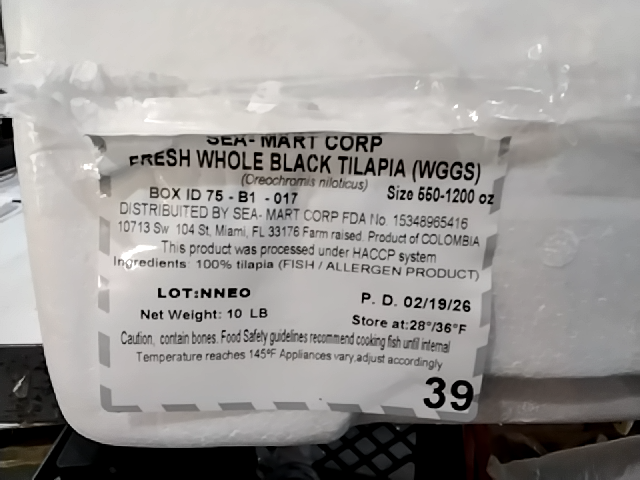 SEA- MART CORP
FRESH WHOLE BLACK TILAPIA (WGGS)
(Oreochromis niloticus)
BOX ID 75 - B1 - 017 Size 550-1200 oz
DISTRIBUITED BY SEA- MART CORP FDA No. 15348965416
10713 Sw 104 St, Miami, FL 33176 Farm raised. Product of COLOMBIA
This product was processed under HACCP system
Ingredients: 100% tilapia (FISH / ALLERGEN PRODUCT)
LOT:NNEO P. D. 02/19/26
Net Weight: 10 LB Store at:28°/36°F
Caution, contain bones. Food Safety guidelines recommend cooking fish until internal
Temperature reaches 145°F Appliances vary,adjust accordingly
39